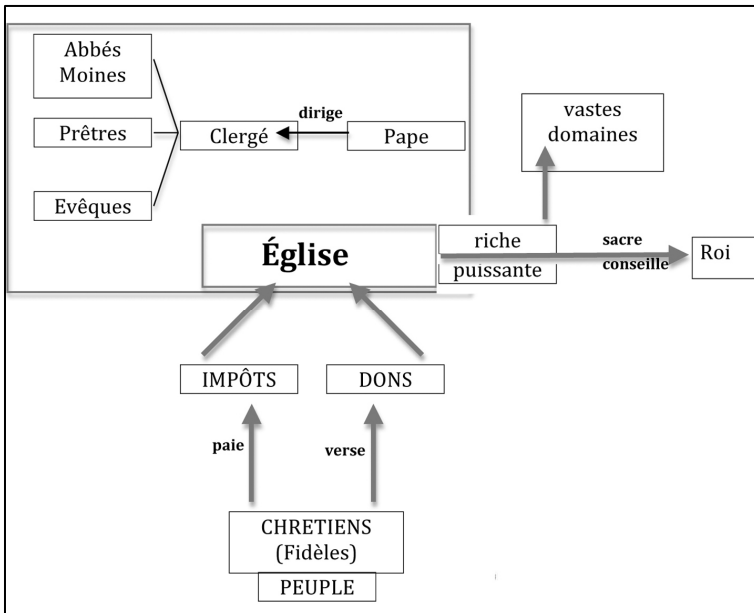 Abbés
Moines
dirige
vastes
domaines
Prêtres
Clergé
Pape
Evêques
Église
riche
puissante
sacre
conseille
Roi
IMPÔTS
DONS
paie
verse
CHRETIENS
(Fidèles)
PEUPLE